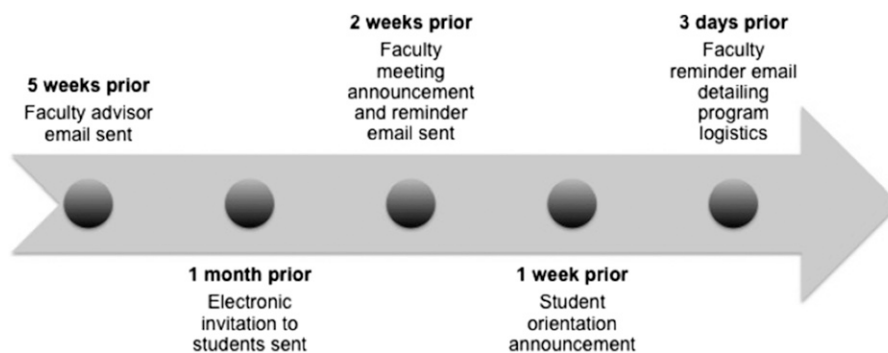 5 weeks prior
Faculty advisor
email sent
1 month prior
Electronic
invitation to
students sent
2 weeks prior
Faculty
meeting
announcement
and reminder
email sent
1 week prior
Student
orientation
announcement
3 days prior
Faculty
reminder email
detailing
program
logistics